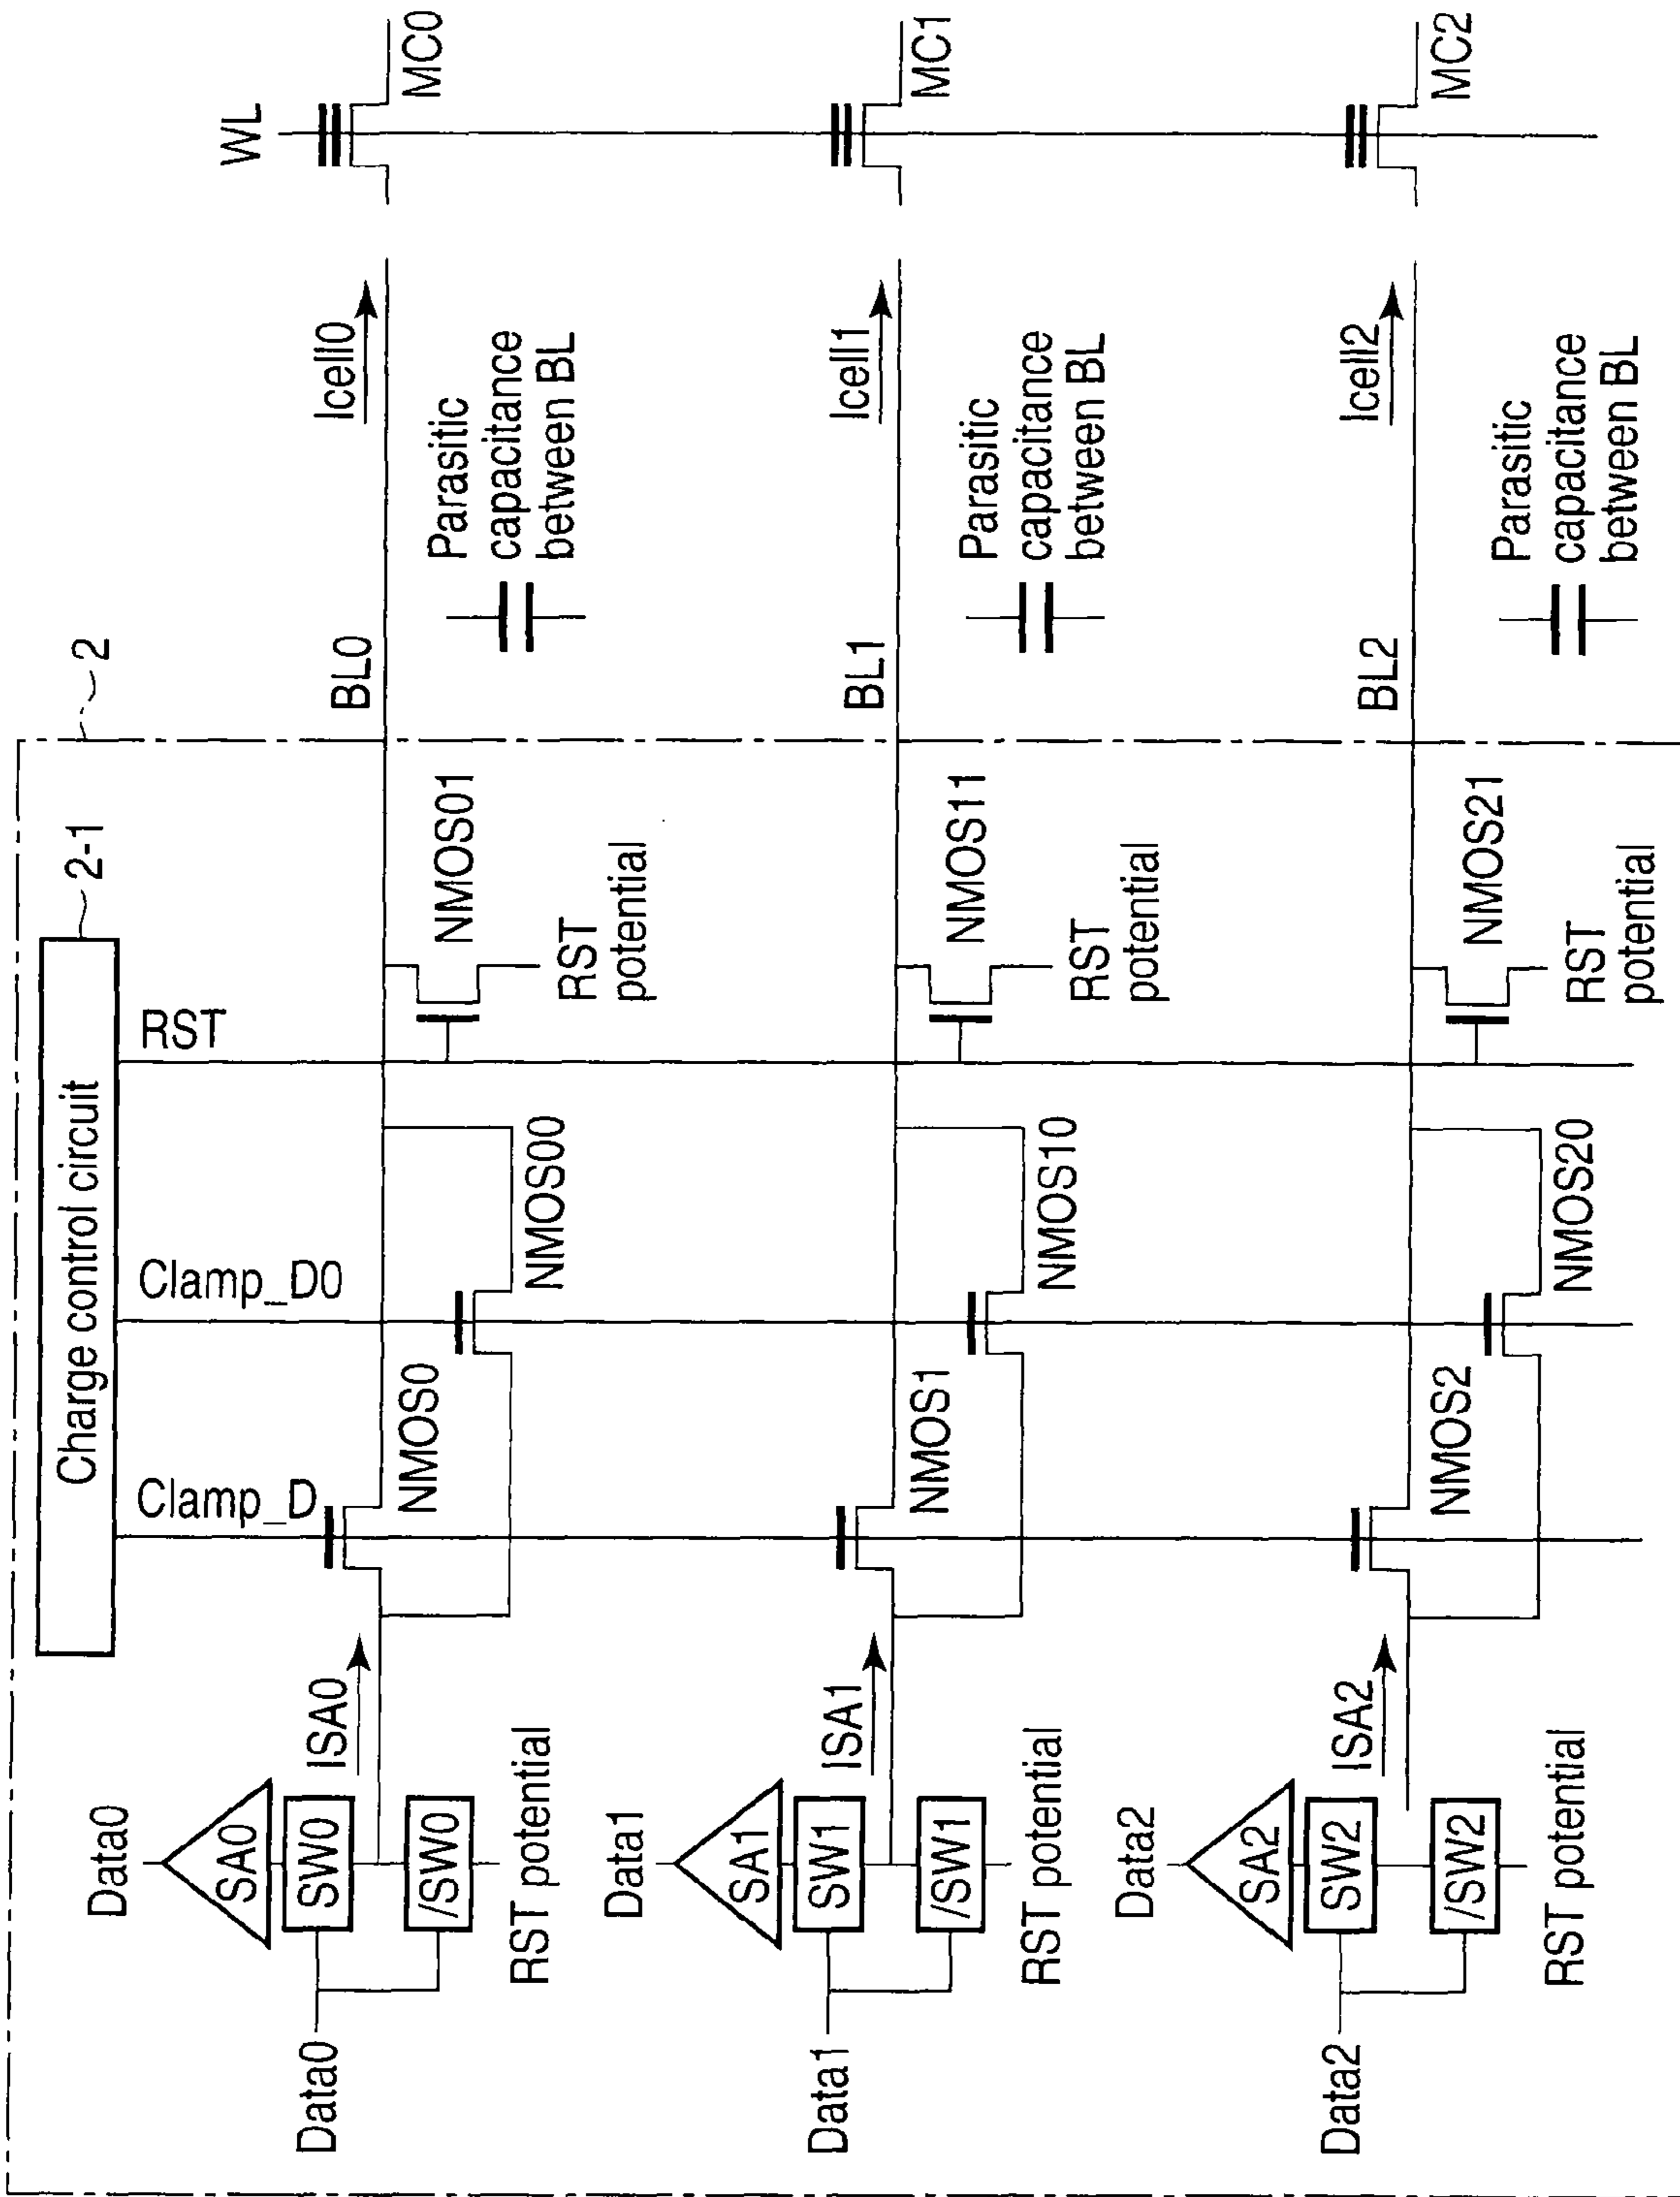 2
Charge control circuit
2-1
Clamp_D
Clamp_D0
RST
WL
Data0
SA0
SW0
/SW0
Data0
RST potential
ISA0
NMOS0
NMOS00
NMOS01
RST
potential
BL0
Icell0
MC0
Parasitic
capacitance
between BL
Data1
SA1
SW1
/SW1
Data1
RST potential
ISA1
NMOS1
NMOS10
NMOS11
RST
potential
BL1
Icell1
MC1
Parasitic
capacitance
between BL
Data2
SA2
SW2
/SW2
Data2
RST potential
ISA2
NMOS2
NMOS20
NMOS21
RST
potential
BL2
Icell2
MC2
Parasitic
capacitance
between BL